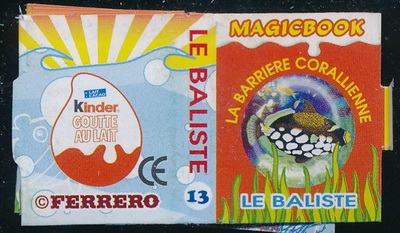 +LAIT
-CACAO
kinder
GOUTTE
AU LAIT
CE
©FERRERO
LE BALISTE
13
MAGICBOOK
LA BARRIERE CORALLIENNE
LE BALISTE